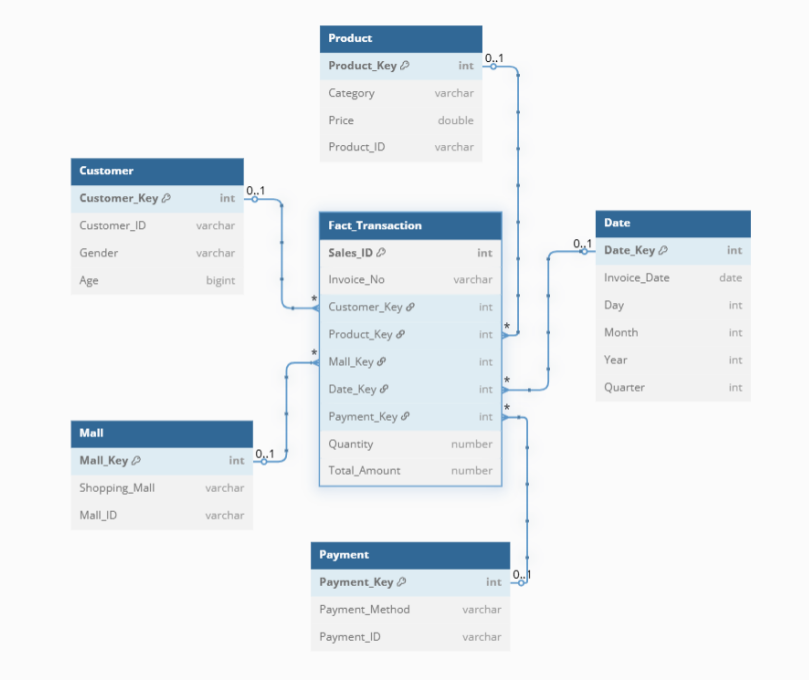 Product
Product_Key int
Category varchar
Price double
Product_ID varchar
0..1
Customer
Customer_Key int
Customer_ID varchar
Gender varchar
Age bigint
0..1
Fact_Transaction
Sales_ID int
Invoice_No varchar
Customer_Key int
Product_Key int
Mall_Key int
Date_Key int
Payment_Key int
Quantity number
Total_Amount number
*
*
*
*
*
Date
Date_Key int
Invoice_Date date
Day int
Month int
Year int
Quarter int
0..1
Mall
Mall_Key int
Shopping_Mall varchar
Mall_ID varchar
0..1
Payment
Payment_Key int
Payment_Method varchar
Payment_ID varchar
0..1